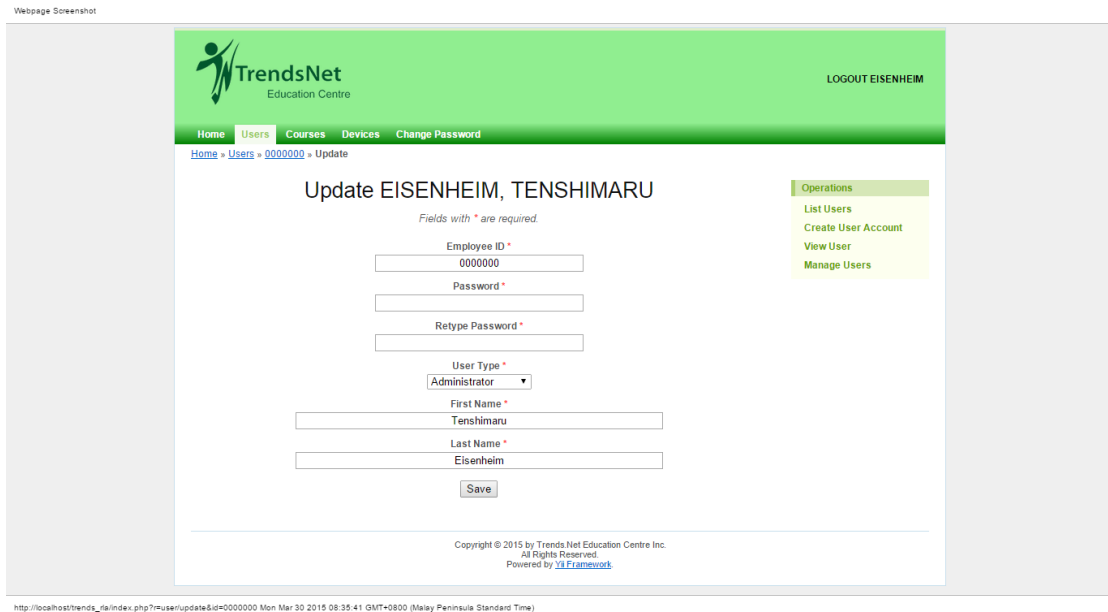 Webpage Screenshot
TrendsNet
Education Centre
LOGOUT EISENHEIM
Home Users Courses Devices Change Password
Home » Users » 0000000 » Update
Update EISENHEIM, TENSHIMARU
Fields with * are required.
Employee ID *
0000000
Password *
Retype Password *
User Type *
Administrator
First Name *
Tenshimaru
Last Name *
Eisenheim
Save
Operations
List Users
Create User Account
View User
Manage Users
Copyright © 2015 by Trends.Net Education Centre Inc.
All Rights Reserved.
Powered by Yii Framework.
http://localhost/trends_rla/index.php?r=user/update&id=0000000 Mon Mar 30 2015 08:35:41 GMT+0800 (Malay Peninsula Standard Time)